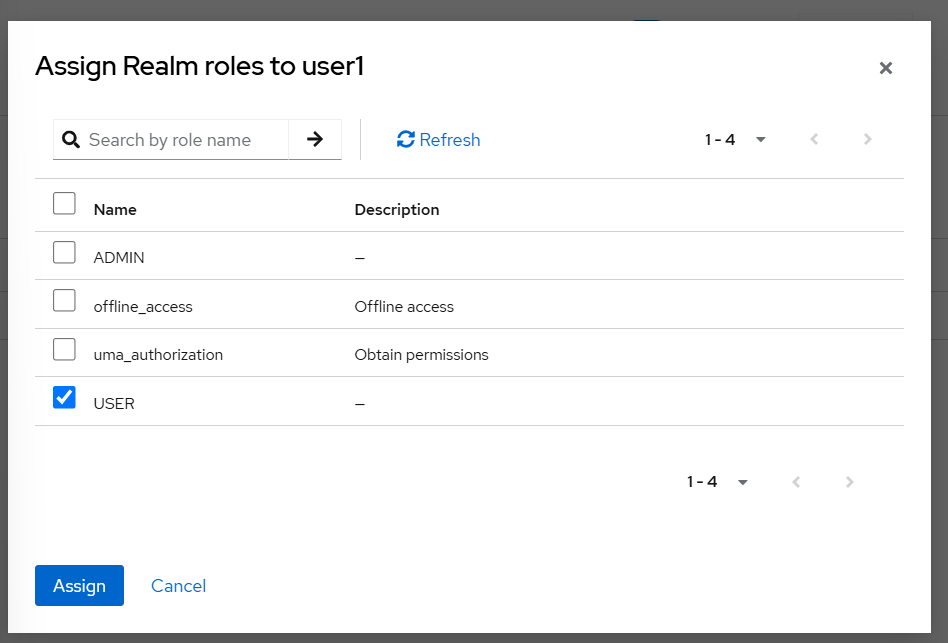 Assign Realm roles to user1
Search by role name
Refresh
1 - 4
Name Description
ADMIN –
offline_access Offline access
uma_authorization Obtain permissions
USER –
1 - 4
Assign Cancel